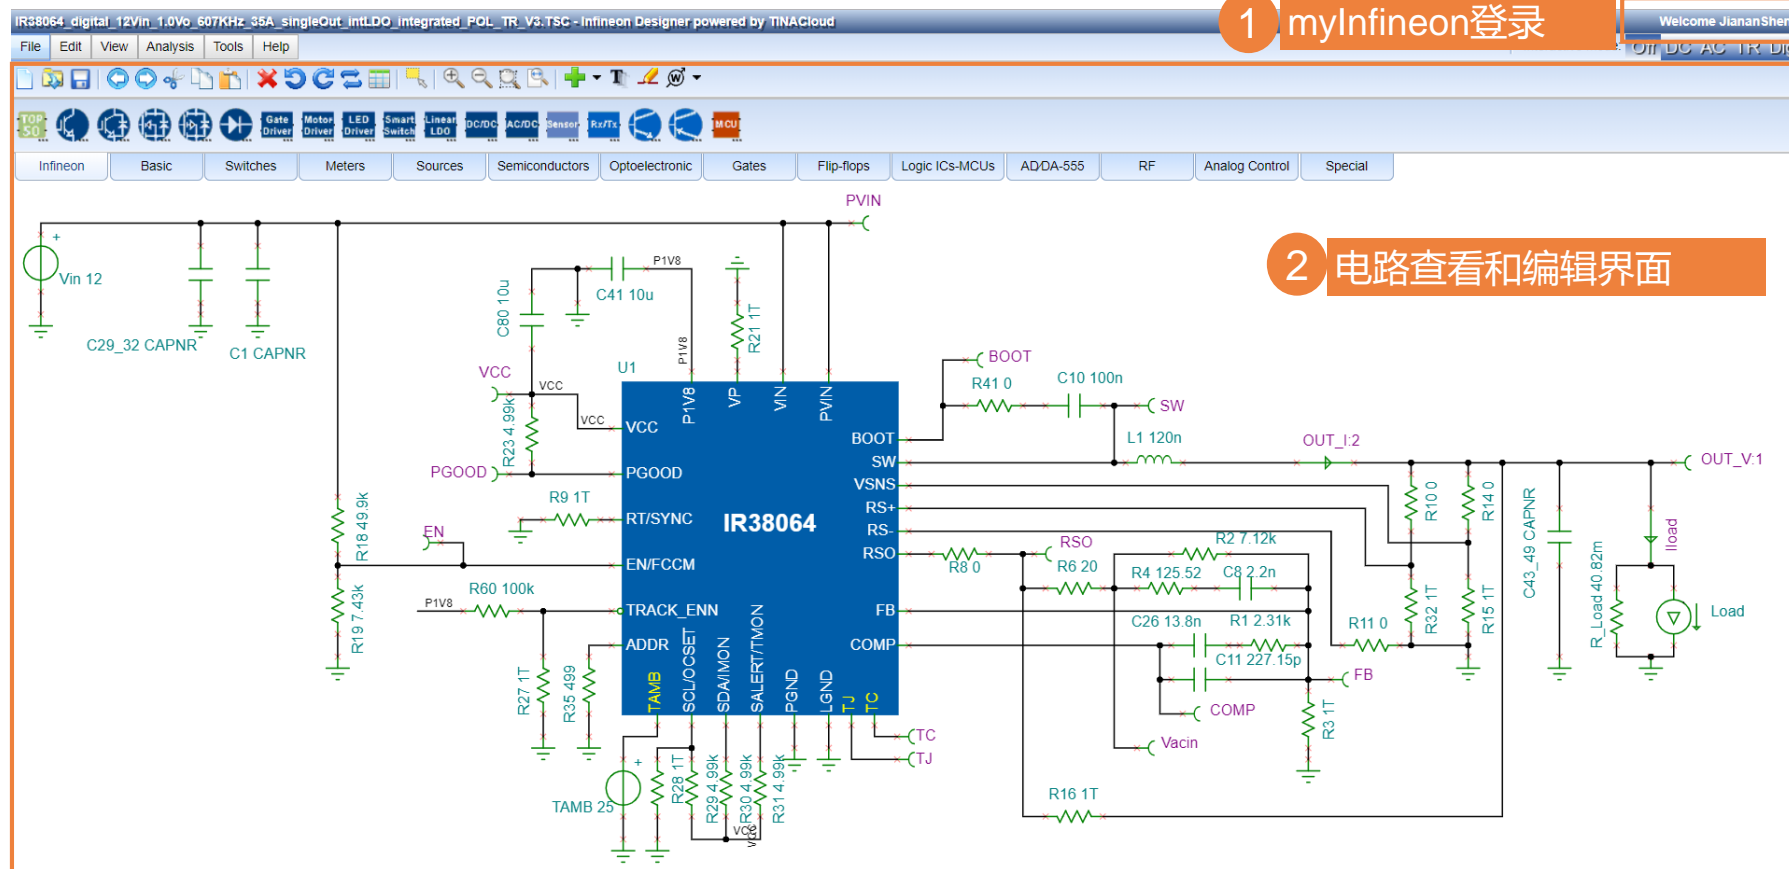 IR38064_digital_12Vin_1.0Vo_607KHz_35A_singleOut_intLDO_integrated_POL_TR_V3.TSC - Infineon Designer powered by TINACloud
1 myInfineon登录
Welcome JiananShen
File Edit View Analysis Tools Help
Off DC AC TR
TOP 50
Gate Driver
Motor Driver
LED Driver
Smart Switch
Linear LDO
DC/DC
AC/DC
Sensor
Rx/Tx
MCU
Infineon Basic Switches Meters Sources Semiconductors Optoelectronic Gates Flip-flops Logic ICs-MCUs AD/DA-555 RF Analog Control Special
PVIN
2 电路查看和编辑界面
+
Vin 12
C29_32 CAPNR
C1 CAPNR
C80 10u
C41 10u
P1V8
P1V8
R21 1T
U1
VCC
VCC
VCC
R23 4.99k
PGOOD
R9 1T
R18 49.9k
EN
R19 7.43k
R60 100k
P1V8
R27 1T
R35 499
P1V8
VP
VIN
PVIN
VCC
PGOOD
RT/SYNC
EN/FCCM
TRACK_ENN
ADDR
IR38064
BOOT
SW
VSNS
RS+
RS-
RSO
FB
COMP
TAMB
SCL/OCSET
SDA/IMON
SALERT/TMON
PGND
LGND
TJ
TC
BOOT
R41 0
C10 100n
SW
L1 120n
OUT_I:2
OUT_V:1
R10 0
R14 0
C43_49 CAPNR
Iload
RSO
R8 0
R6 20
R2 7.12k
R4 125.52
C8 2.2n
C26 13.8n
R1 2.31k
C11 227.15p
R11 0
R32 1T
R15 1T
R_Load 40.82m
Load
FB
COMP
R3 1T
Vacin
TC
TJ
+
TAMB 25
R28 1T
R29 4.99k
R30 4.99k
R31 4.99k
VCC
VCC
R16 1T